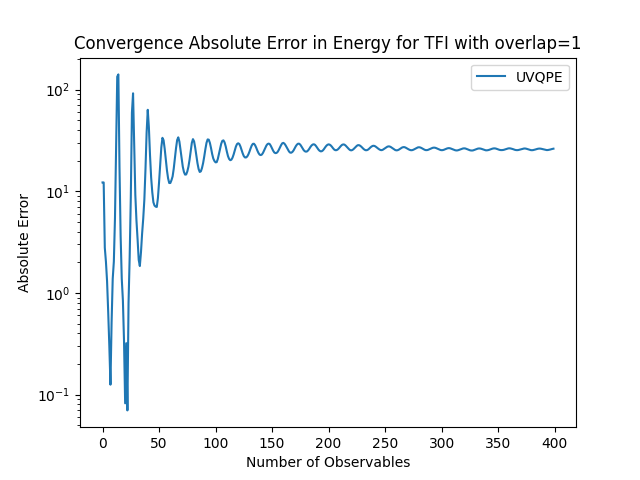 Convergence Absolute Error in Energy for TFI with overlap=1
UVQPE
10²
10¹
10⁰
10⁻¹
Absolute Error
0 50 100 150 200 250 300 350 400
Number of Observables